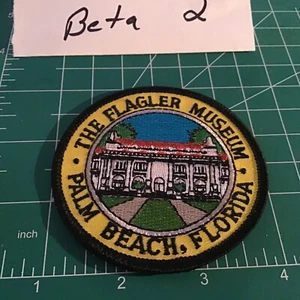 Beta 2
• THE FLAGLER MUSEUM •
PALM BEACH, FLORIDA
inch 1 2 3 4